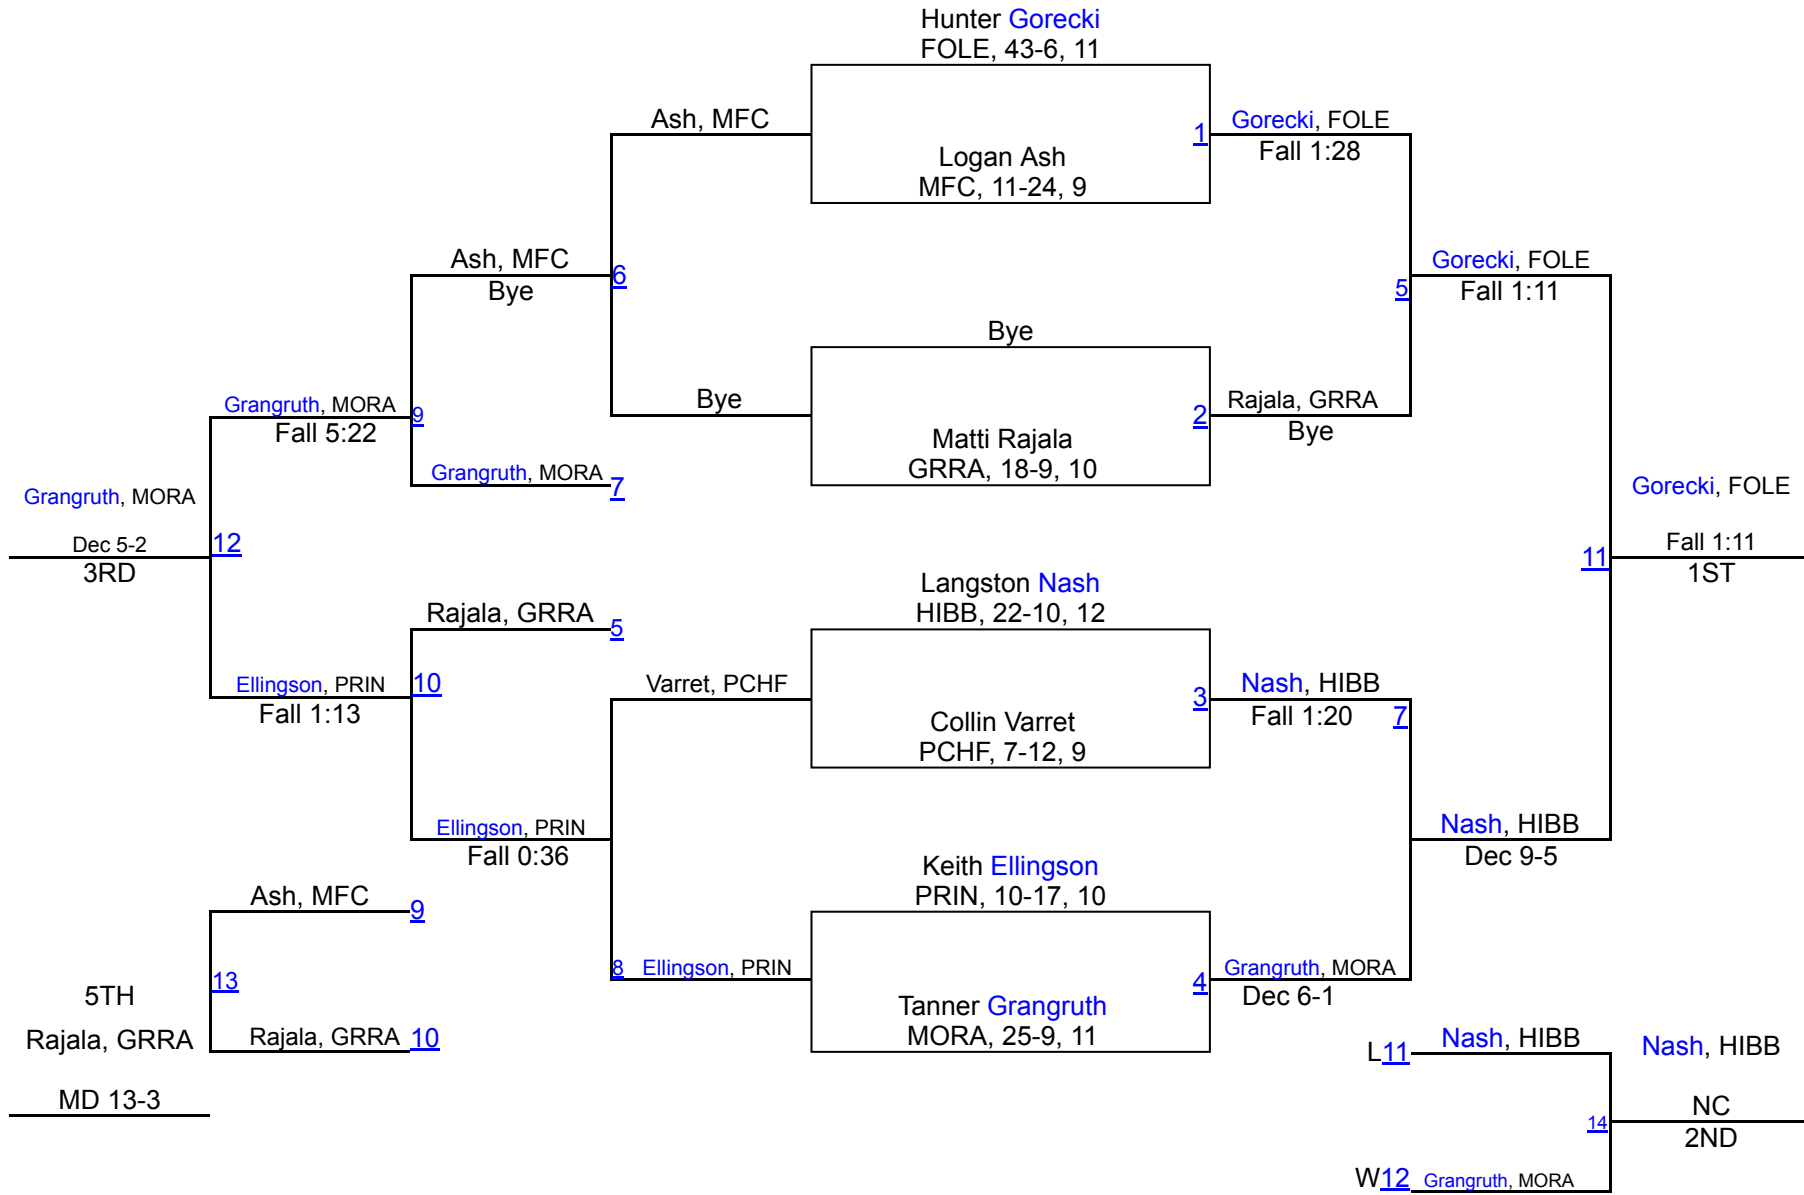 Hunter Gorecki
FOLE, 43-6, 11
Ash, MFC
1
Gorecki, FOLE
Fall 1:28
Logan Ash
MFC, 11-24, 9
Ash, MFC
Bye
6
Gorecki, FOLE
Fall 1:11
5
Bye
Bye
Rajala, GRRA
Bye
2
Matti Rajala
GRRA, 18-9, 10
Grangruth, MORA
Fall 5:22
9
Grangruth, MORA
7
Grangruth, MORA
Dec 5-2
3RD
12
Gorecki, FOLE
Fall 1:11
1ST
11
Langston Nash
HIBB, 22-10, 12
Rajala, GRRA
5
Varret, PCHF
3
Nash, HIBB
Fall 1:20
7
Collin Varret
PCHF, 7-12, 9
Ellingson, PRIN
Fall 1:13
10
Ellingson, PRIN
Fall 0:36
Nash, HIBB
Dec 9-5
Keith Ellingson
PRIN, 10-17, 10
Ash, MFC
9
8
Ellingson, PRIN
4
Grangruth, MORA
Dec 6-1
Tanner Grangruth
MORA, 25-9, 11
13
5TH
Rajala, GRRA
Rajala, GRRA
10
MD 13-3
L11
Nash, HIBB
Nash, HIBB
NC
2ND
14
W12
Grangruth, MORA